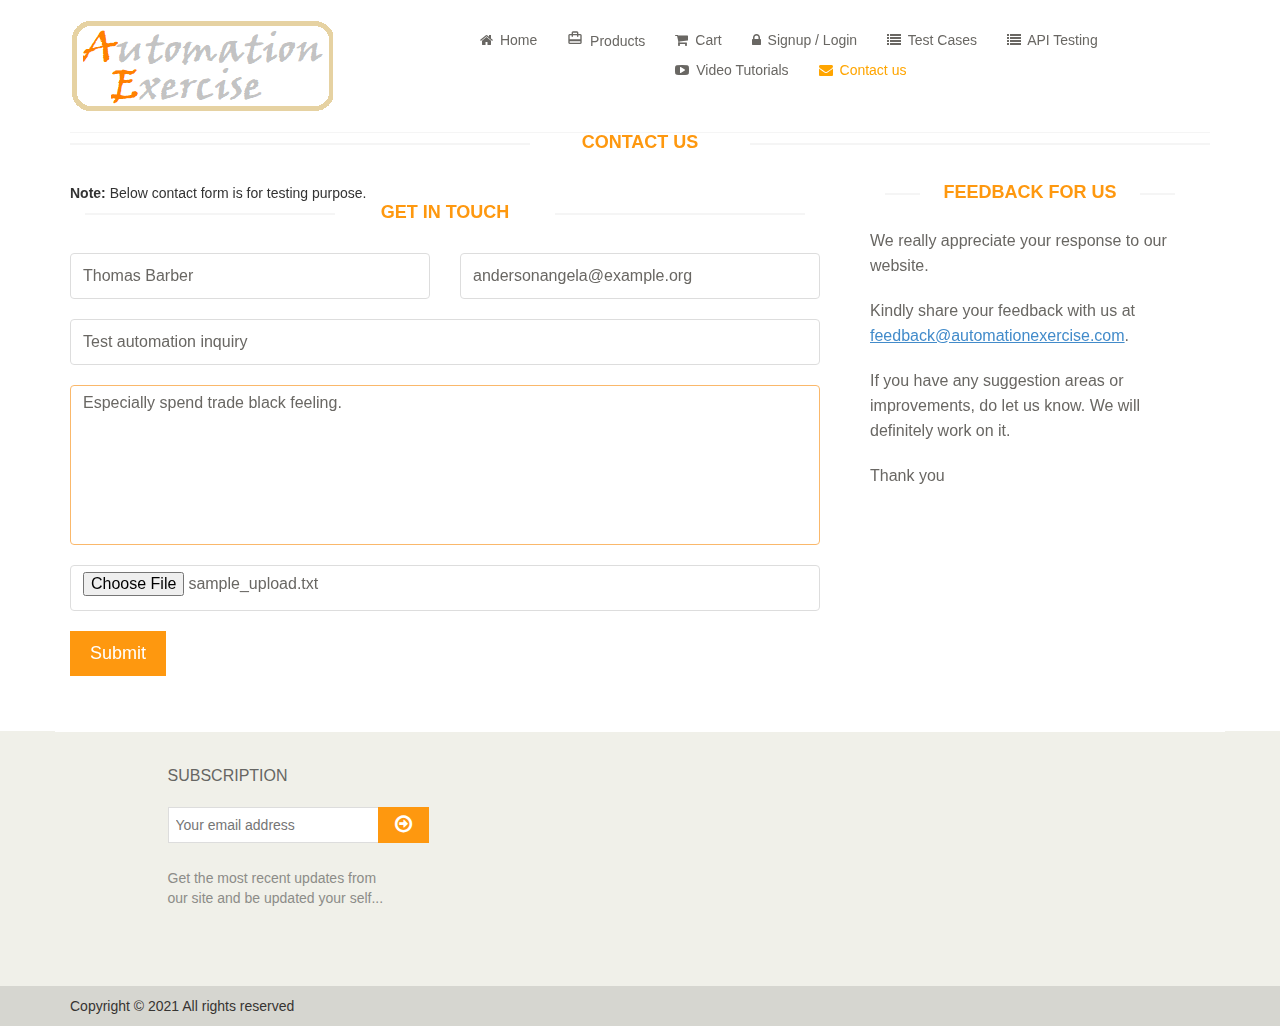 Automation
Exercise
Home
Products
Cart
Signup / Login
Test Cases
API Testing
Video Tutorials
Contact us
CONTACT US
Note: Below contact form is for testing purpose.
GET IN TOUCH
Thomas Barber
andersonangela@example.org
Test automation inquiry
Especially spend trade black feeling.
Choose File sample_upload.txt
Submit
FEEDBACK FOR US
We really appreciate your response to our
website.
Kindly share your feedback with us at
feedback@automationexercise.com.
If you have any suggestion areas or
improvements, do let us know. We will
definitely work on it.
Thank you
SUBSCRIPTION
Your email address
Get the most recent updates from
our site and be updated your self...
Copyright © 2021 All rights reserved